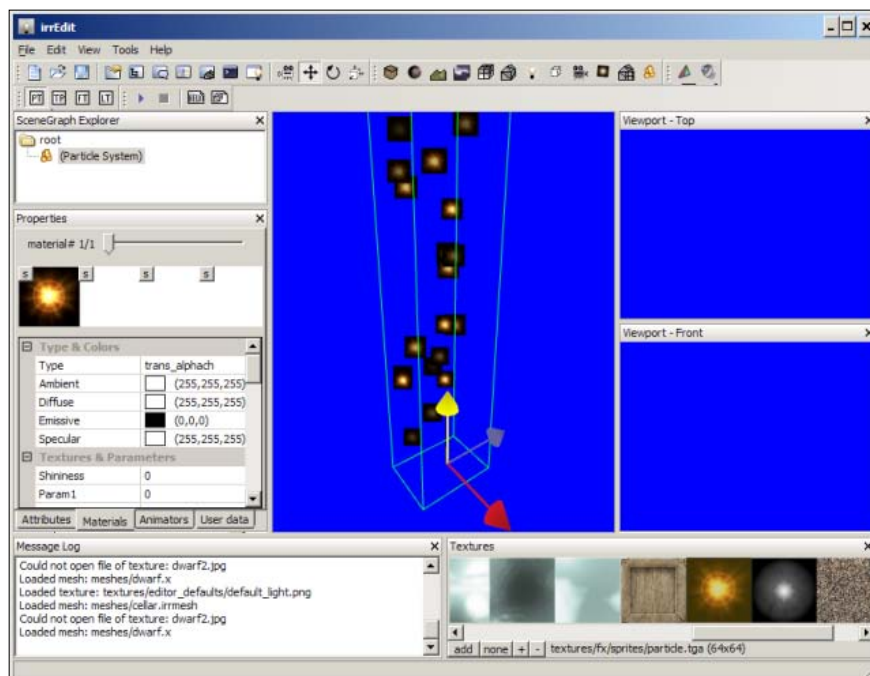 irrEdit
File Edit View Tools Help
PT TP FT LT
SceneGraph Explorer
root
(Particle System)
Properties
material# 1/1
s s s s
Type & Colors
Type trans_alphach
Ambient (255,255,255)
Diffuse (255,255,255)
Emissive (0,0,0)
Specular (255,255,255)
Textures & Parameters
Shininess 0
Param1 0
Attributes Materials Animators User data
Viewport - Top
Viewport - Front
Message Log
Could not open file of texture: dwarf2.jpg
Loaded mesh: meshes/dwarf.x
Loaded texture: textures/editor_defaults/default_light.png
Loaded mesh: meshes/cellar.irrmesh
Could not open file of texture: dwarf2.jpg
Loaded mesh: meshes/dwarf.x
Textures
add none + - textures/fx/sprites/particle.tga (64x64)